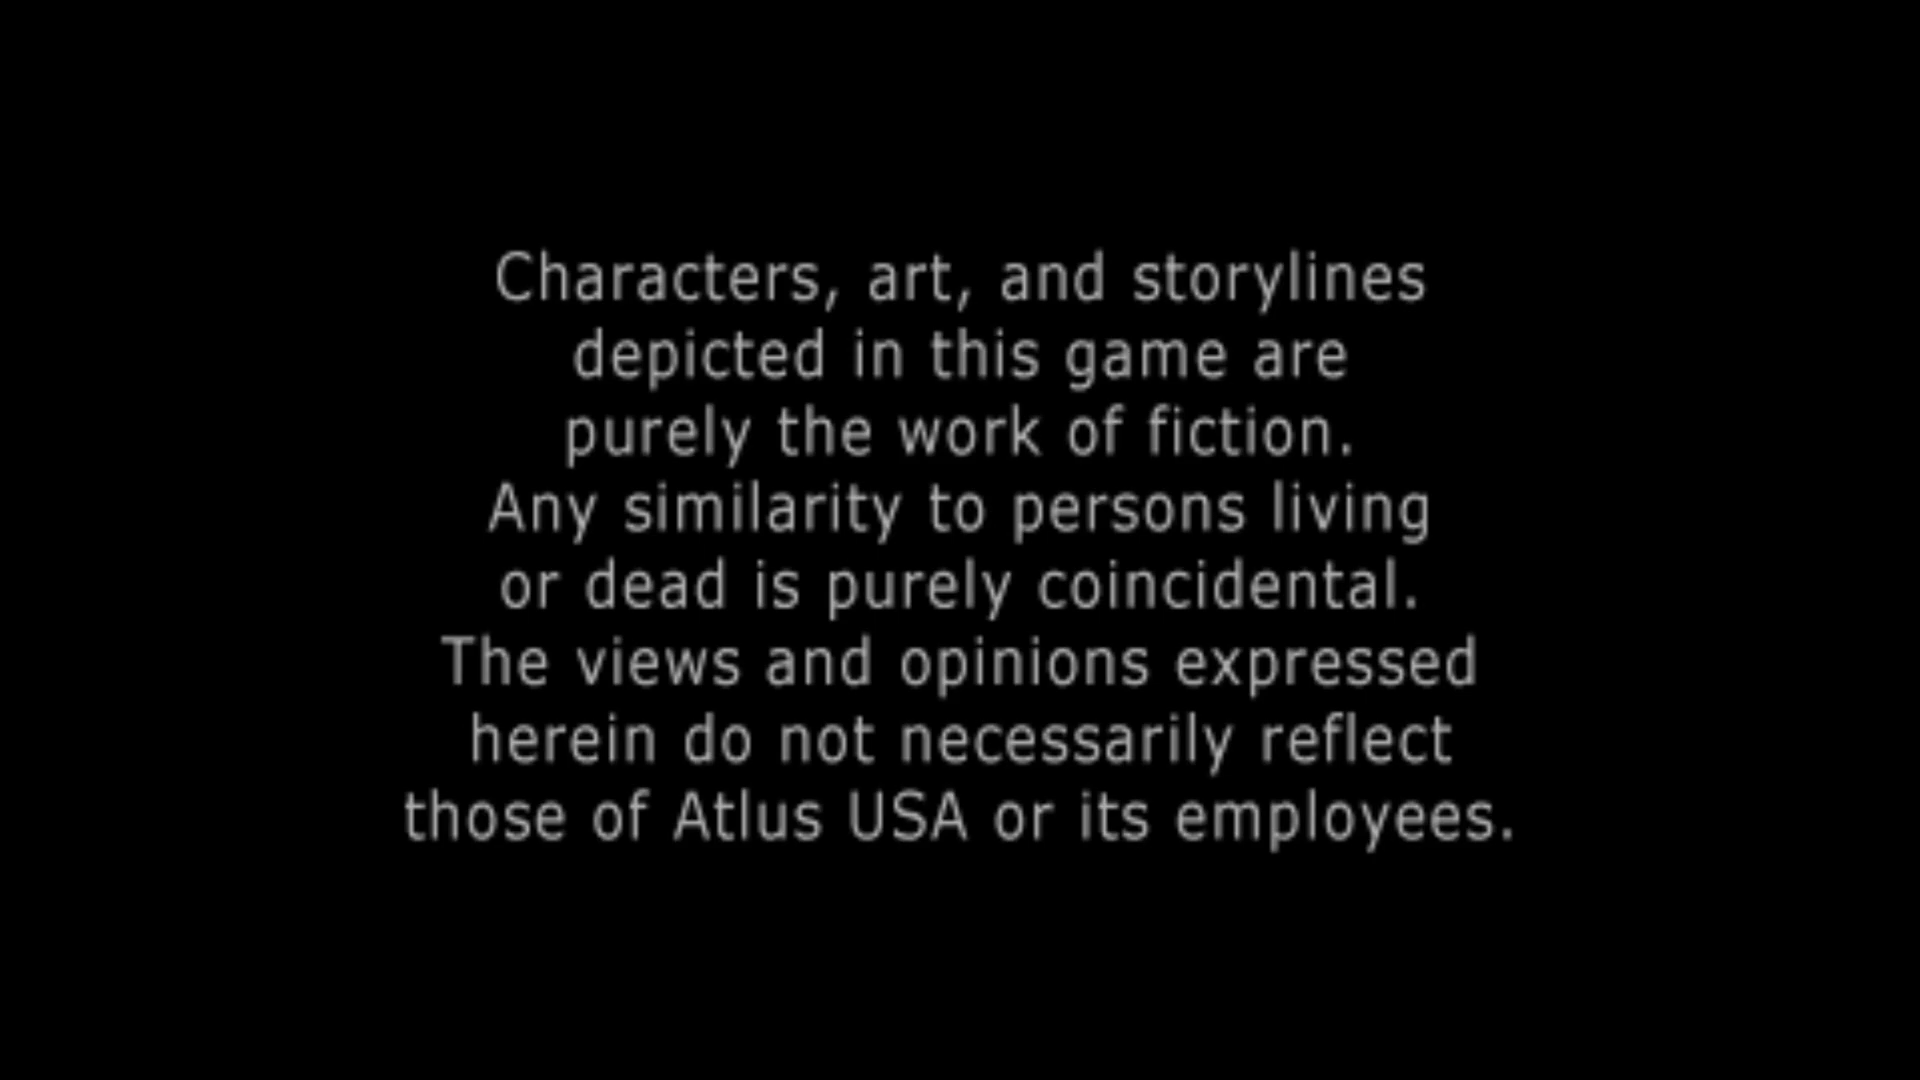 Characters, art, and storylines
depicted in this game are
purely the work of fiction.
Any similarity to persons living
or dead is purely coincidental.
The views and opinions expressed
herein do not necessarily reflect
those of Atlus USA or its employees.